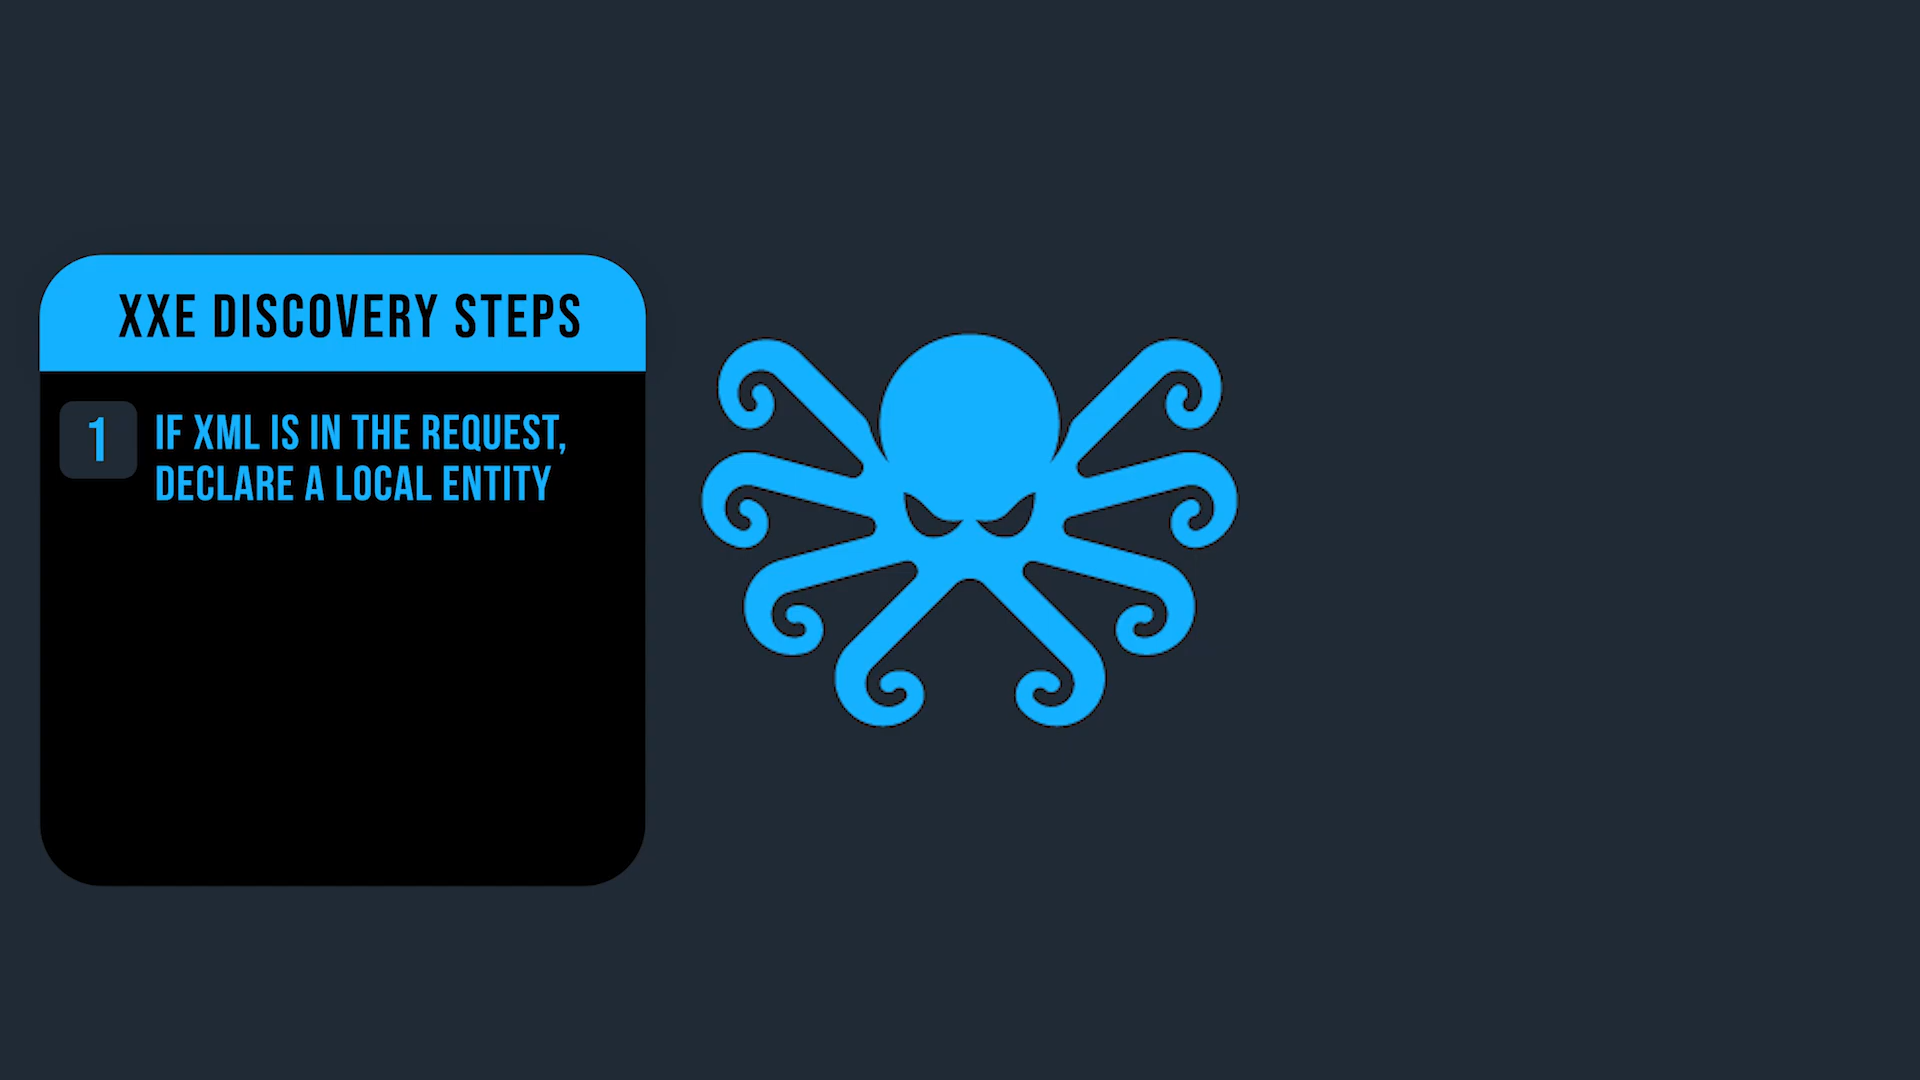 XXE DISCOVERY STEPS
1
IF XML IS IN THE REQUEST,
DECLARE A LOCAL ENTITY